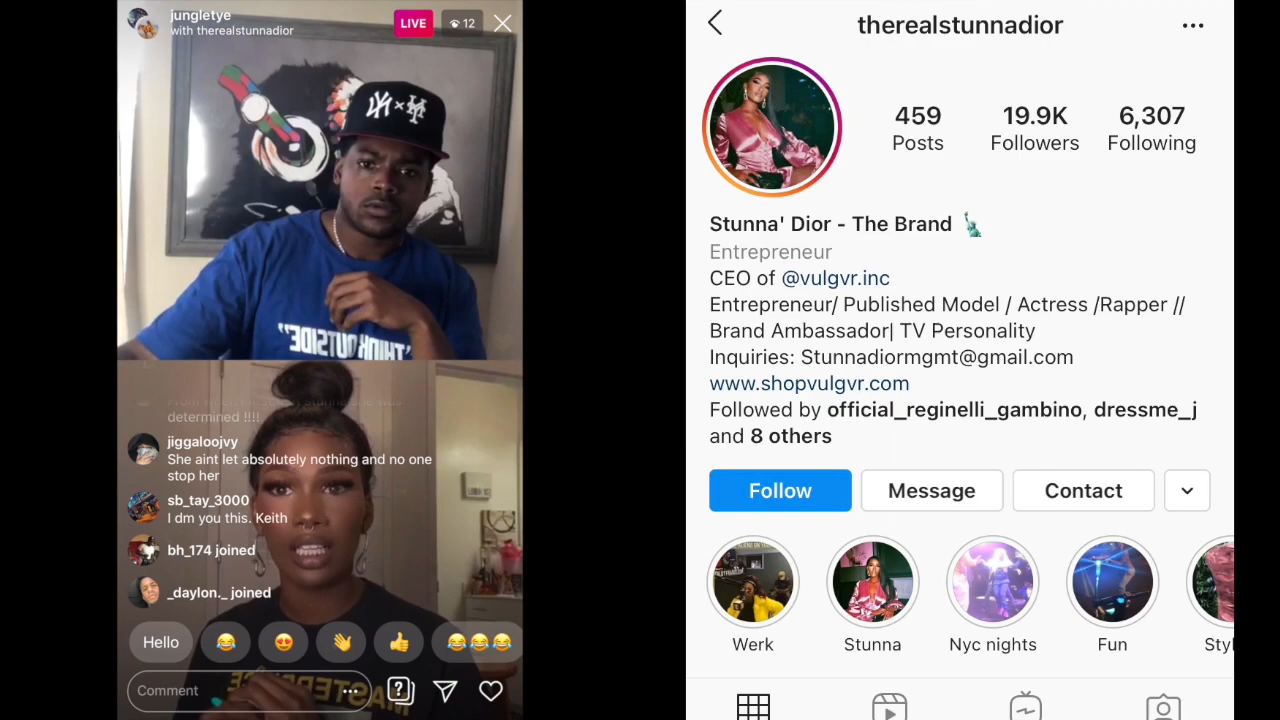 jungletye
with therealstunnadior
LIVE
12
"THINK OUTSIDE"
determined !!!!
jiggaloojvy
She aint let absolutely nothing and no one
stop her
sb_tay_3000
I dm you this. Keith
bh_174 joined
_daylon._ joined
Hello
Comment
therealstunnadior
459
Posts
19.9K
Followers
6,307
Following
Stunna' Dior - The Brand 🗽
Entrepreneur
CEO of @vulgvr.inc
Entrepreneur/ Published Model / Actress /Rapper //
Brand Ambassador| TV Personality
Inquiries: Stunnadiormgmt@gmail.com
www.shopvulgvr.com
Followed by official_reginelli_gambino, dressme_j
and 8 others
Follow
Message
Contact
Werk
Stunna
Nyc nights
Fun
Styl